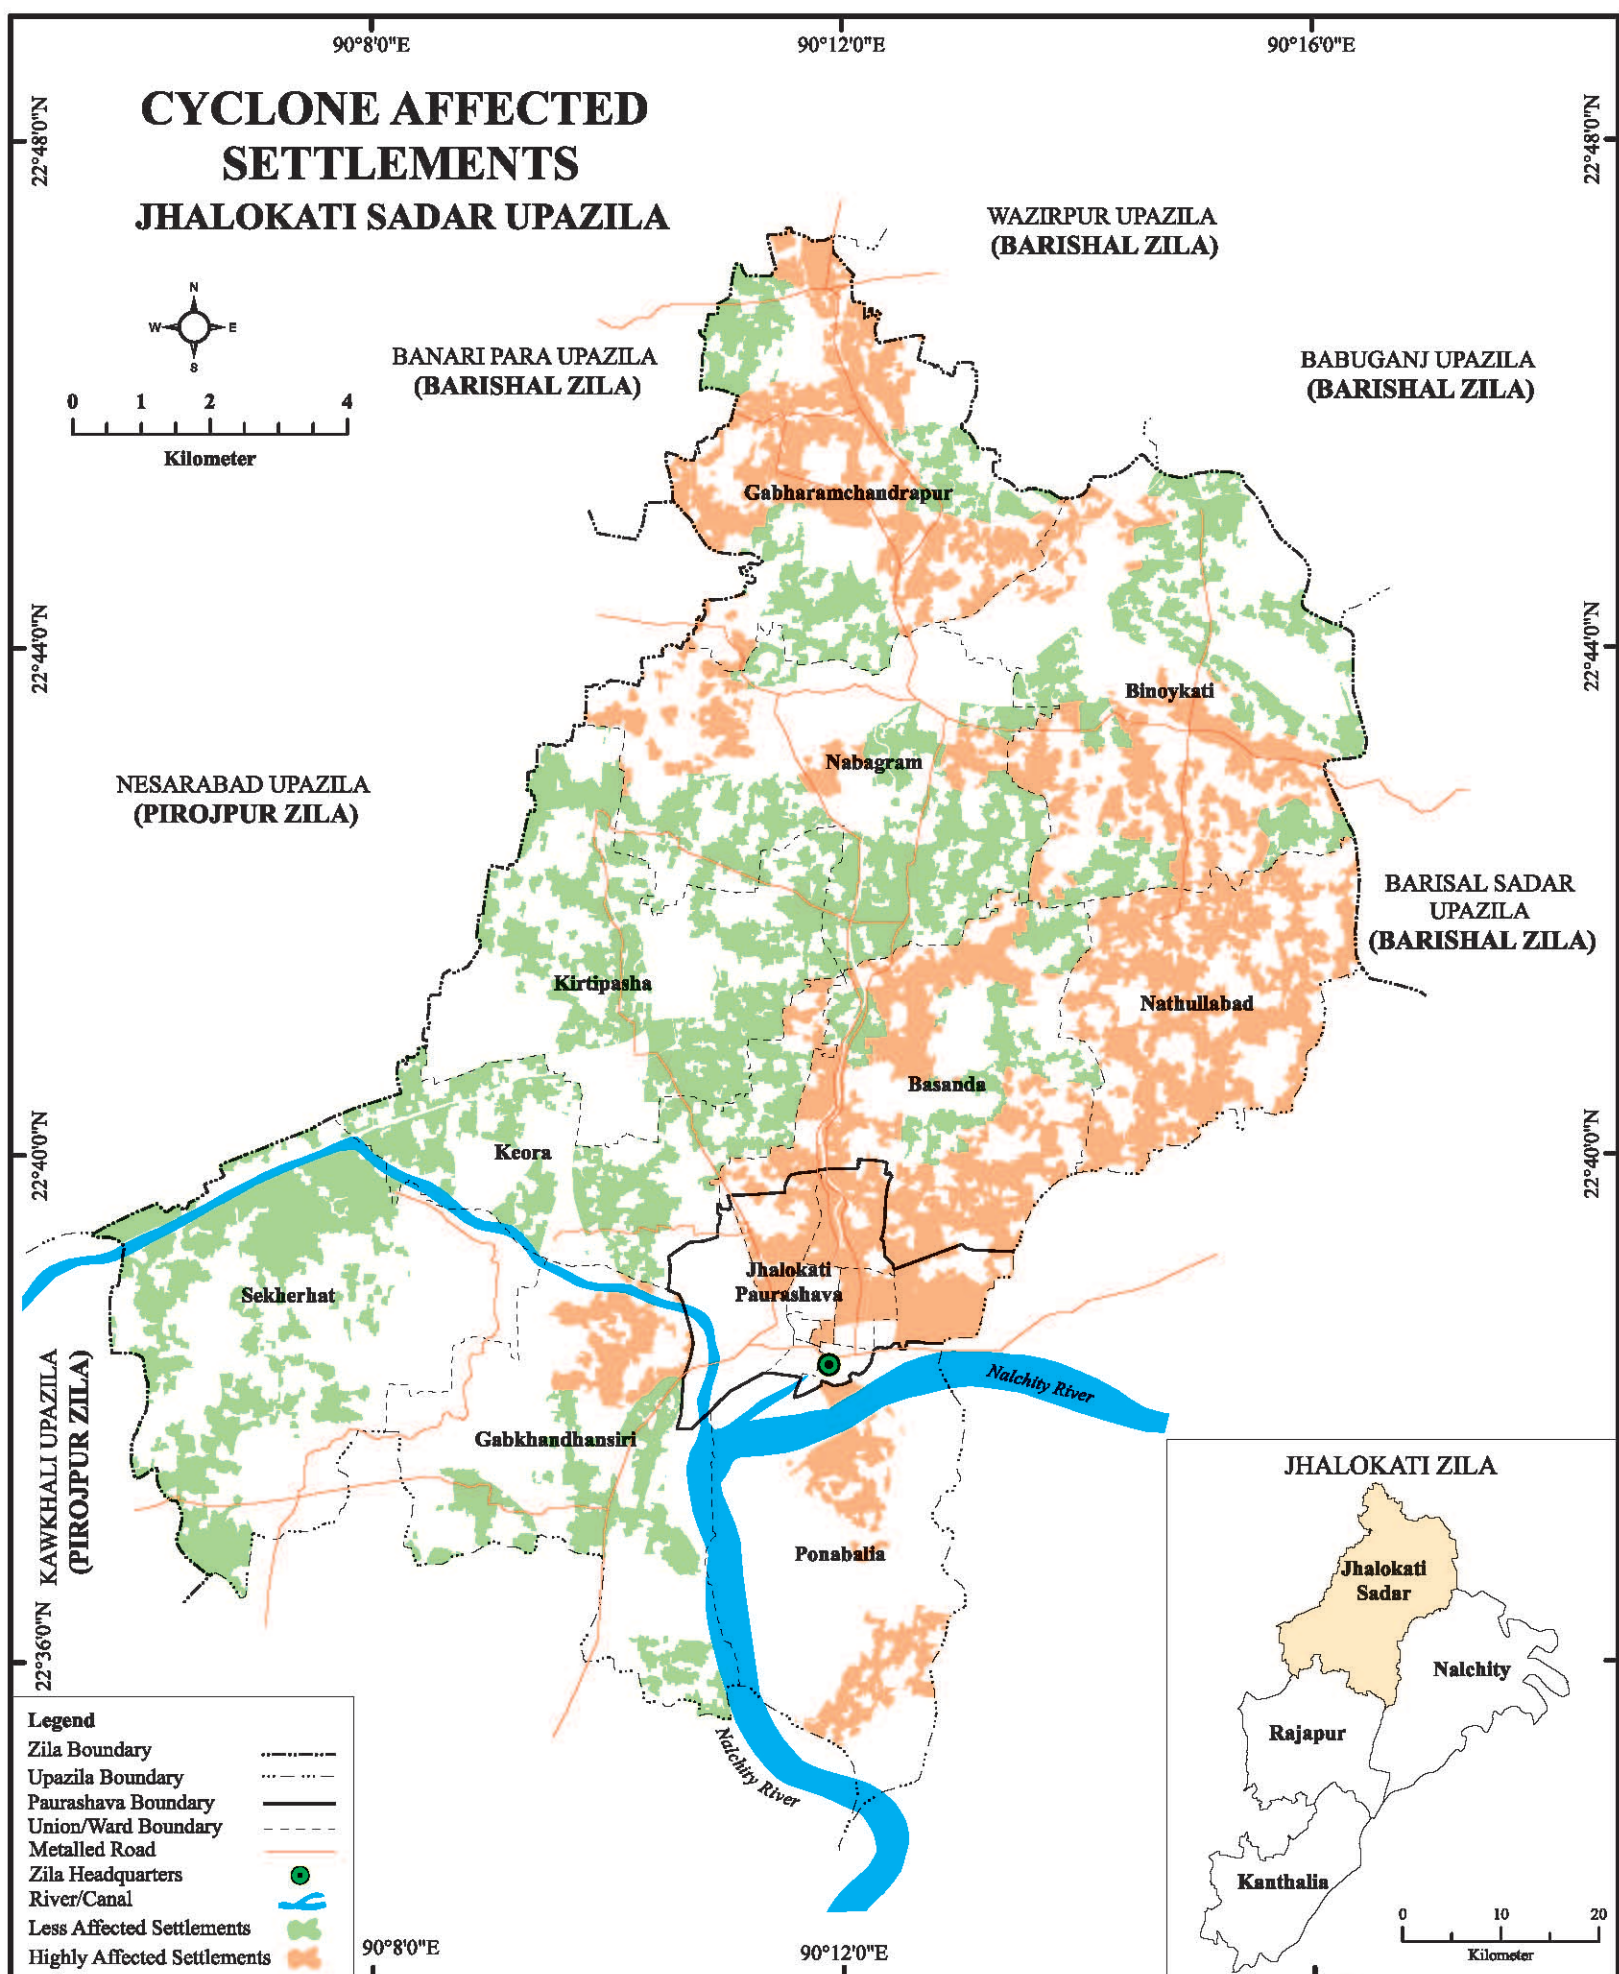 90°8'0"E
90°12'0"E
90°16'0"E
CYCLONE AFFECTED
SETTLEMENTS
JHALOKATI SADAR UPAZILA
22°48'0"N
22°48'0"N
WAZIRPUR UPAZILA
(BARISHAL ZILA)
N
W
E
S
BANARI PARA UPAZILA
(BARISHAL ZILA)
BABUGANJ UPAZILA
(BARISHAL ZILA)
0 1 2 4
Kilometer
Gabharamchandrapur
22°44'0"N
22°44'0"N
Binoykati
Nabagram
NESARABAD UPAZILA
(PIROJPUR ZILA)
BARISAL SADAR
UPAZILA
(BARISHAL ZILA)
Kirtipasha
Nathullabad
Basanda
22°40'0"N
22°40'0"N
Keora
Jhalokati
Paurashava
Sekherhat
Nalchity River
KAWKHALI UPAZILA
(PIROJPUR ZILA)
Gabkhandhansiri
Ponabalia
22°36'0"N
Nalchity River
JHALOKATI ZILA
Jhalokati
Sadar
Nalchity
Rajapur
Kanthalia
0 10 20
Kilometer
Legend
Zila Boundary
Upazila Boundary
Paurashava Boundary
Union/Ward Boundary
Metalled Road
Zila Headquarters
River/Canal
Less Affected Settlements
Highly Affected Settlements
90°8'0"E
90°12'0"E